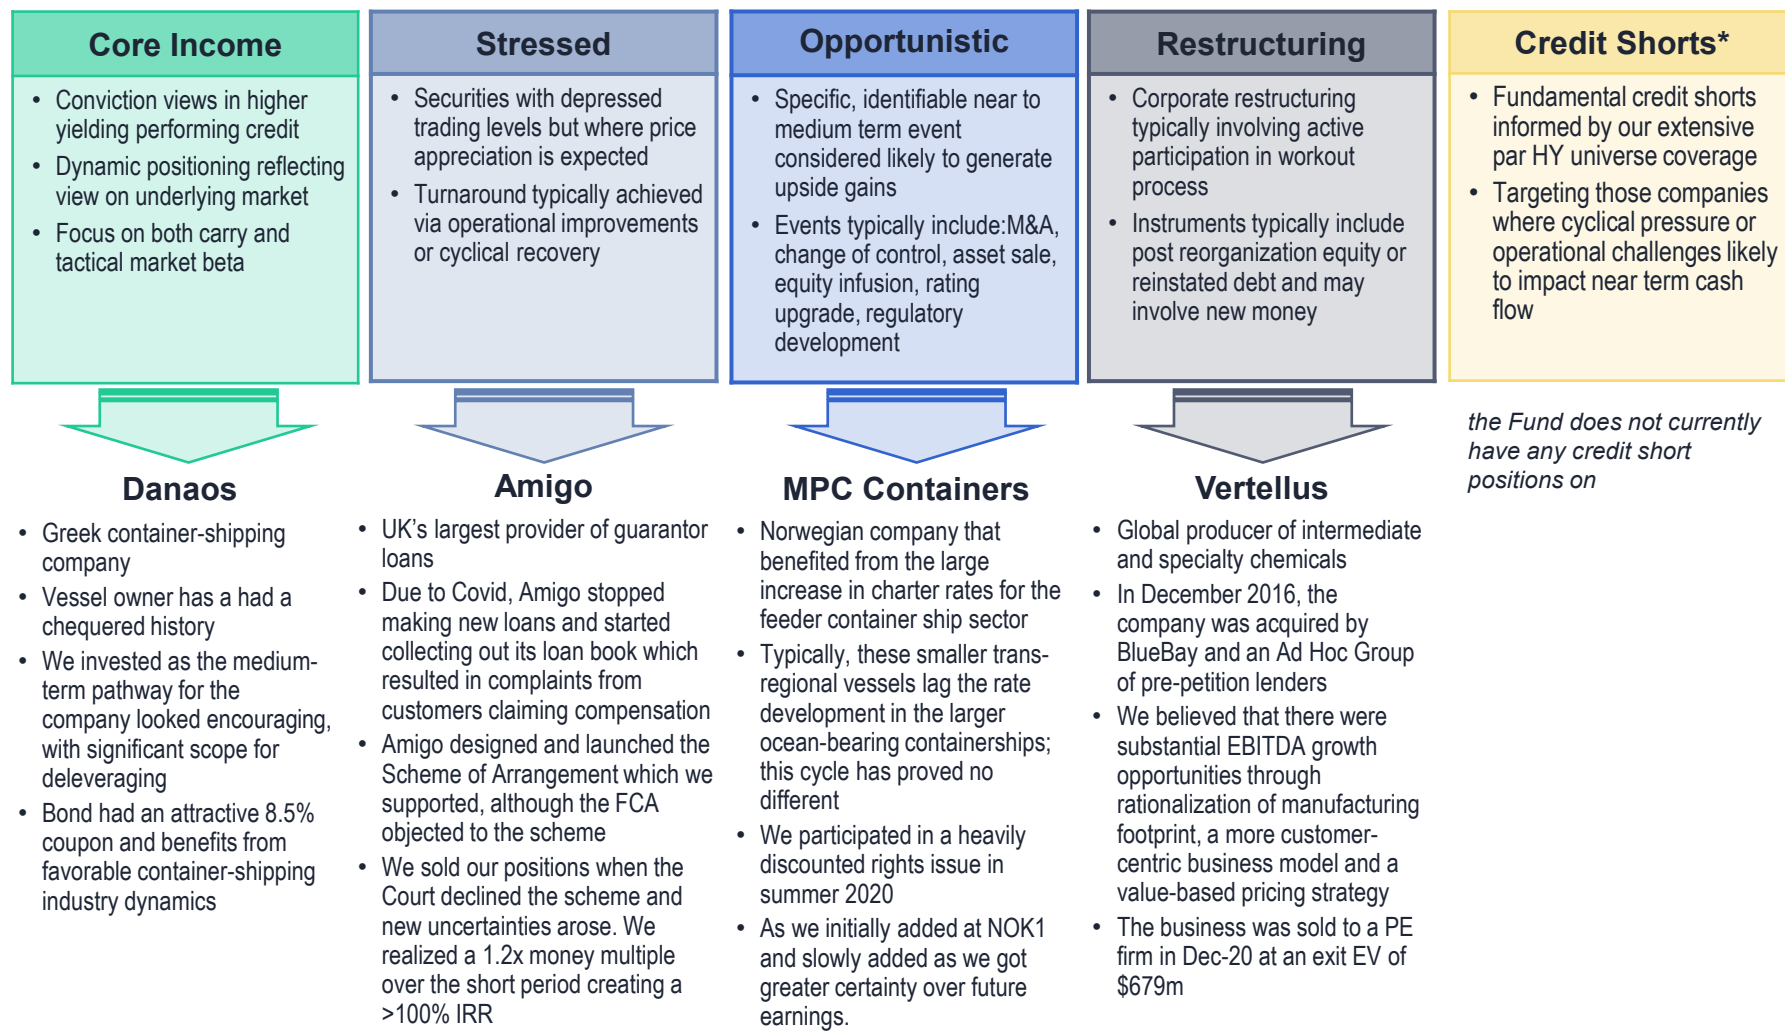 Core Income
• Conviction views in higher
yielding performing credit
• Dynamic positioning reflecting
view on underlying market
• Focus on both carry and
tactical market beta
Stressed
• Securities with depressed
trading levels but where price
appreciation is expected
• Turnaround typically achieved
via operational improvements
or cyclical recovery
Opportunistic
• Specific, identifiable near to
medium term event
considered likely to generate
upside gains
• Events typically include:M&A,
change of control, asset sale,
equity infusion, rating
upgrade, regulatory
development
Restructuring
• Corporate restructuring
typically involving active
participation in workout
process
• Instruments typically include
post reorganization equity or
reinstated debt and may
involve new money
Credit Shorts*
• Fundamental credit shorts
informed by our extensive
par HY universe coverage
• Targeting those companies
where cyclical pressure or
operational challenges likely
to impact near term cash
flow
Danaos
• Greek container-shipping
company
• Vessel owner has a had a
chequered history
• We invested as the medium-
term pathway for the
company looked encouraging,
with significant scope for
deleveraging
• Bond had an attractive 8.5%
coupon and benefits from
favorable container-shipping
industry dynamics
Amigo
• UK's largest provider of guarantor
loans
• Due to Covid, Amigo stopped
making new loans and started
collecting out its loan book which
resulted in complaints from
customers claiming compensation
• Amigo designed and launched the
Scheme of Arrangement which we
supported, although the FCA
objected to the scheme
• We sold our positions when the
Court declined the scheme and
new uncertainties arose. We
realized a 1.2x money multiple
over the short period creating a
>100% IRR
MPC Containers
• Norwegian company that
benefited from the large
increase in charter rates for the
feeder container ship sector
• Typically, these smaller trans-
regional vessels lag the rate
development in the larger
ocean-bearing containerships;
this cycle has proved no
different
• We participated in a heavily
discounted rights issue in
summer 2020
• As we initially added at NOK1
and slowly added as we got
greater certainty over future
earnings.
Vertellus
• Global producer of intermediate
and specialty chemicals
• In December 2016, the
company was acquired by
BlueBay and an Ad Hoc Group
of pre-petition lenders
• We believed that there were
substantial EBITDA growth
opportunities through
rationalization of manufacturing
footprint, a more customer-
centric business model and a
value-based pricing strategy
• The business was sold to a PE
firm in Dec-20 at an exit EV of
$679m
the Fund does not currently
have any credit short
positions on